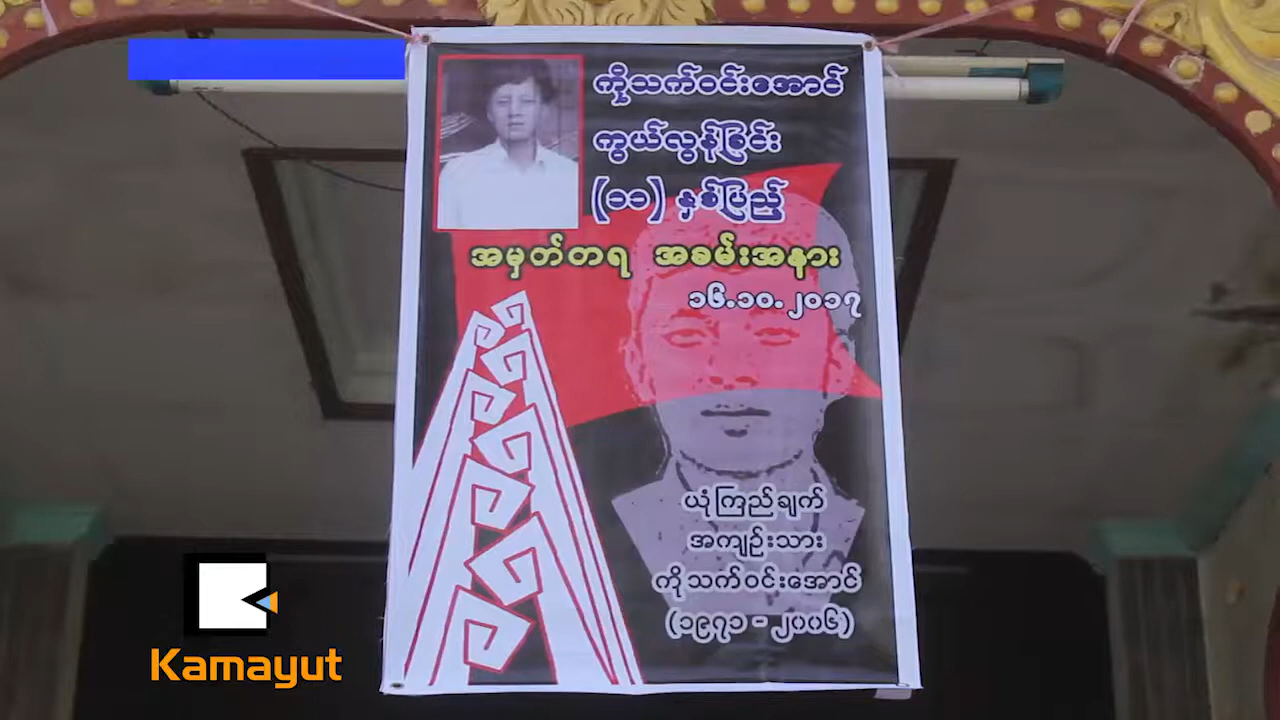 ကိုသက်ဝင်းအောင်
ကွယ်လွန်ခြင်း
(၁၁) နှစ်ပြည့်
အမှတ်တရ အခမ်းအနား
၁၆.၁၀.၂၀၁၇
ယုံကြည်ချက်
အကျဉ်းသား
ကိုသက်ဝင်းအောင်
(၁၉၇၁ - ၂၀၀၆)
Kamayut